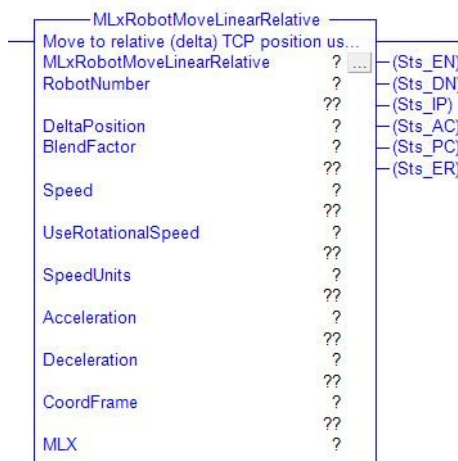 MLxRobotMoveLinearRelative
Move to relative (delta) TCP position us...
MLxRobotMoveLinearRelative ? ... (Sts_EN)
RobotNumber ? (Sts_DN)
?? (Sts_IP)
DeltaPosition ? (Sts_AC)
BlendFactor ? (Sts_PC)
?? (Sts_ER)
Speed ?
??
UseRotationalSpeed ?
??
SpeedUnits ?
??
Acceleration ?
??
Deceleration ?
??
CoordFrame ?
??
MLX ?